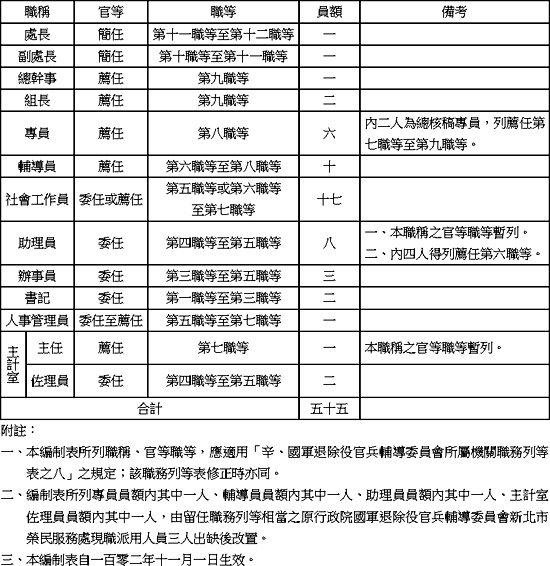 職稱 官等 職等 員額 備考
處長 簡任 第十一職等至第十二職等 一
副處長 簡任 第十職等至第十一職等 一
總幹事 薦任 第九職等 一
組長 薦任 第九職等 二
專員 薦任 第八職等 六 內二人為總核稿專員，列薦任第
七職等至第九職等。
輔導員 薦任 第六職等至第八職等 十
社會工作員 委任或薦任 第五職等或第六職等
至第七職等 十七
助理員 委任 第四職等至第五職等 八 一、本職稱之官等職等暫列。
二、內四人得列薦任第六職等。
辦事員 委任 第三職等至第五職等 三
書記 委任 第一職等至第三職等 二
人事管理員 委任至薦任 第五職等至第七職等 一
主計室 主任 薦任 第七職等 一 本職稱之官等職等暫列。
佐理員 委任 第四職等至第五職等 二
合計 五十五
附註：
一、本編制表所列職稱、官等職等，應適用「辛、國軍退除役官兵輔導委員會所屬機關職務列等
表之八」之規定；該職務列等表修正時亦同。
二、編制表所列專員員額內其中一人、輔導員員額內其中一人、助理員員額內其中一人、主計室
佐理員員額內其中一人，由留任職務列等相當之原行政院國軍退除役官兵輔導委員會新北市
榮民服務處現職派用人員三人出缺後改置。
三、本編制表自一百零二年十一月一日生效。